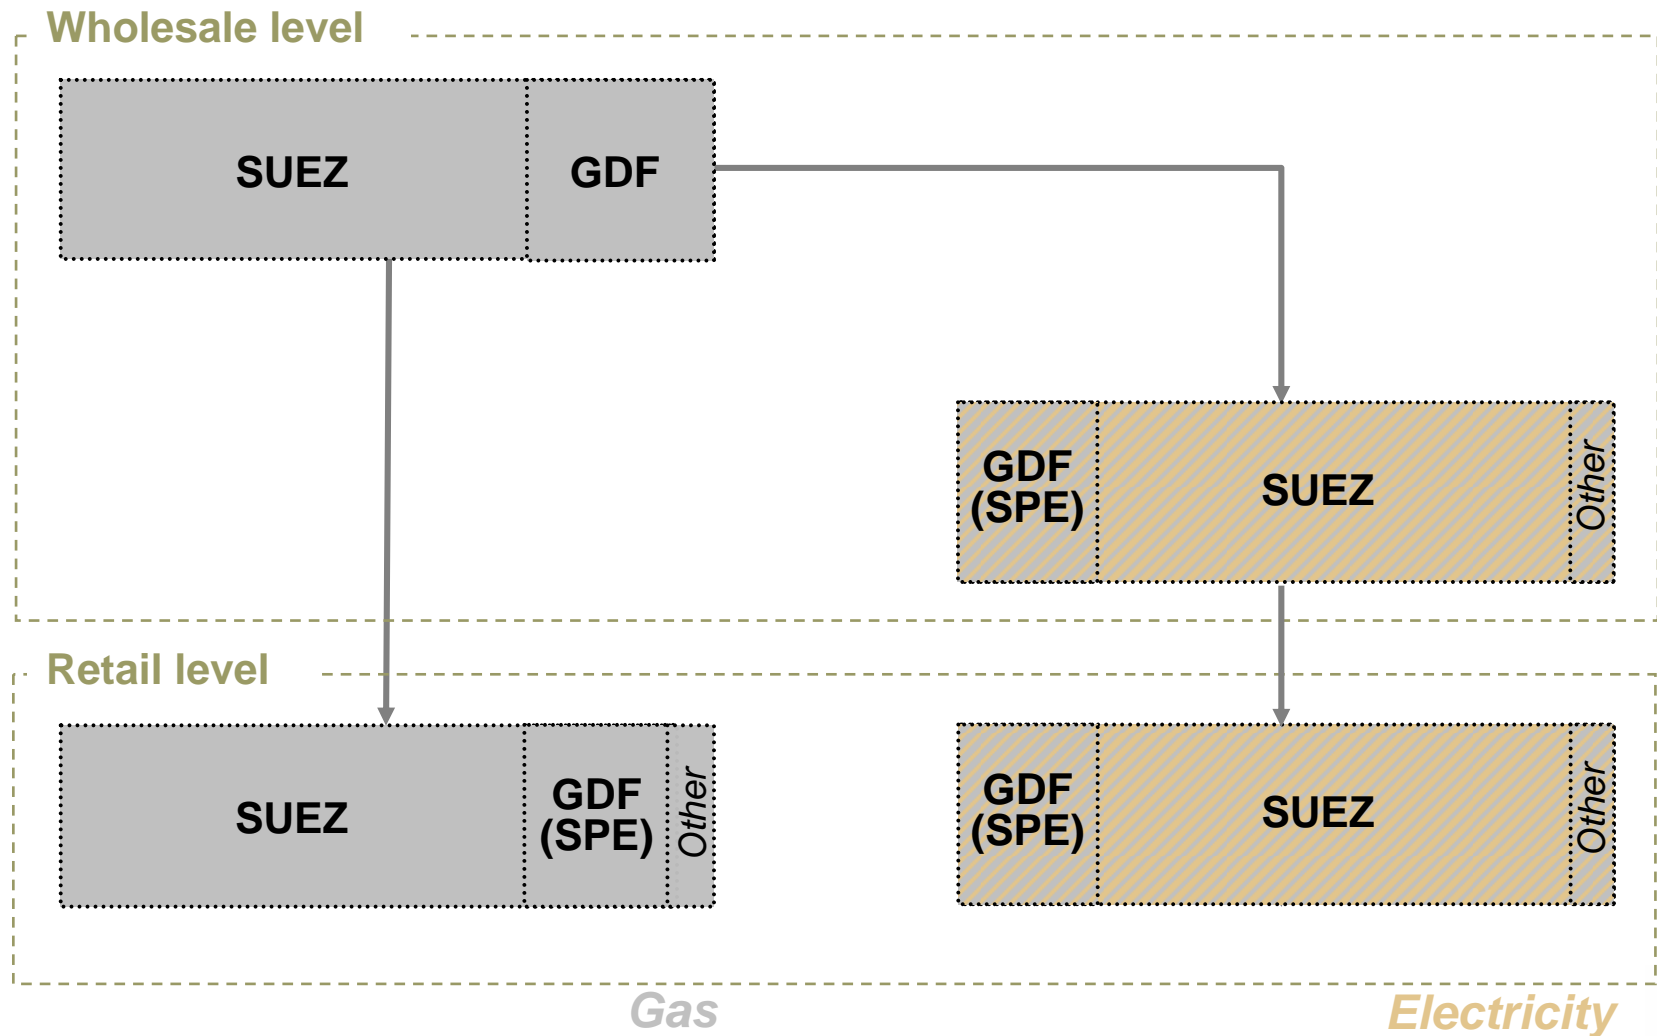 Wholesale level
SUEZ
GDF
GDF
(SPE)
SUEZ
Other
Retail level
SUEZ
GDF
(SPE)
Other
GDF
(SPE)
SUEZ
Other
Gas
Electricity